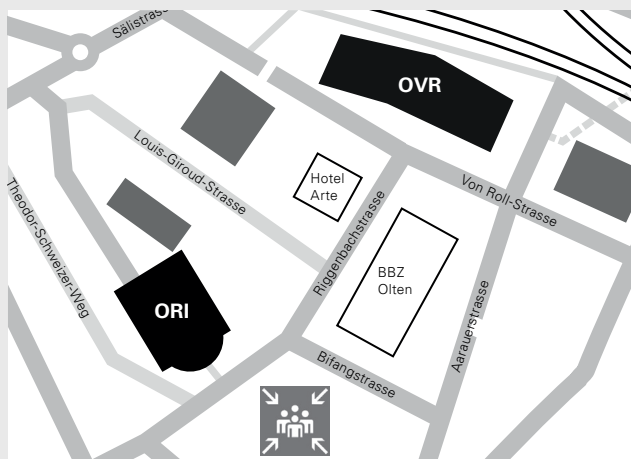 Sälistrasse
OVR
Louis-Giroud-Strasse
Hotel
Arte
Von Roll-Strasse
Theodor-Schweizer-Weg
Riggenbachstrasse
BBZ
Olten
ORI
Aarauerstrasse
Bifangstrasse